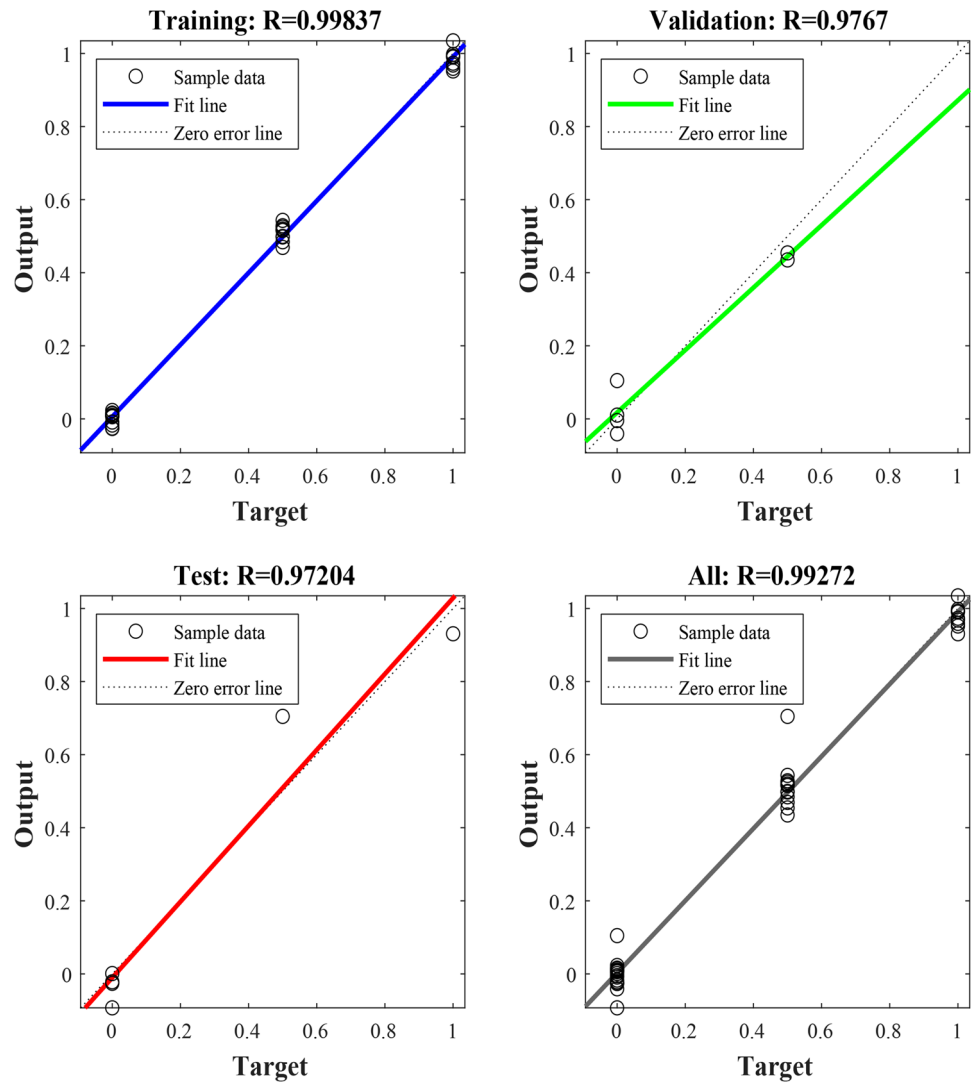 Training: R=0.99837
Sample data
Fit line
Zero error line
1
0.8
0.6
0.4
0.2
0
Output
0 0.2 0.4 0.6 0.8 1
Target
Validation: R=0.9767
Sample data
Fit line
Zero error line
1
0.8
0.6
0.4
0.2
0
Output
0 0.2 0.4 0.6 0.8 1
Target
Test: R=0.97204
Sample data
Fit line
Zero error line
1
0.8
0.6
0.4
0.2
0
Output
0 0.2 0.4 0.6 0.8 1
Target
All: R=0.99272
Sample data
Fit line
Zero error line
1
0.8
0.6
0.4
0.2
0
Output
0 0.2 0.4 0.6 0.8 1
Target